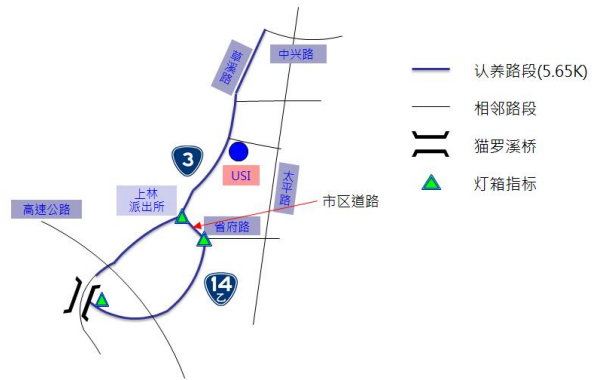 草溪路
中兴路
认养路段(5.65K)
相邻路段
3
猫罗溪桥
USI
太平路
灯箱指标
上林
派出所
市区道路
高速公路
省府路
14
乙